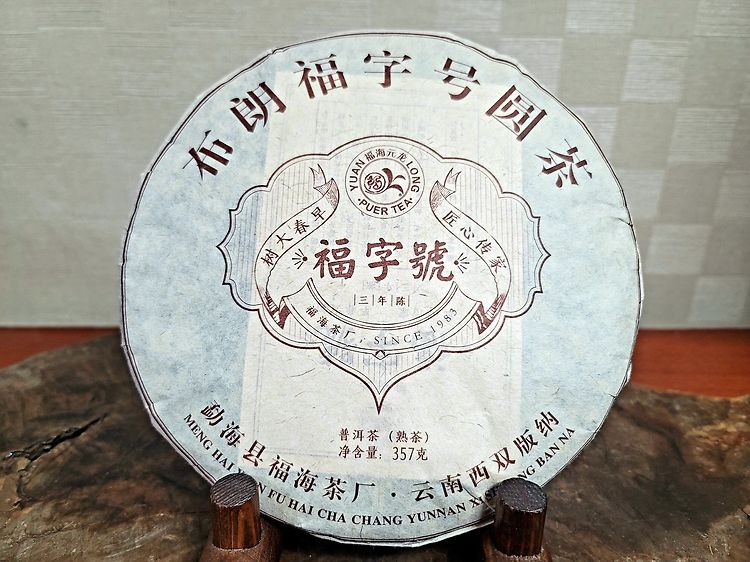 布朗福字号圆茶
福海元龙
YUAN LONG
·PUER TEA·
树大春早
匠心传家
福字號
三年陈
福海茶厂, SINCE 1983
普洱茶（熟茶）
净含量：357克
勐海县福海茶厂·云南西双版纳
MENG HAI FU HAI CHA CHANG YUNNAN BAN NA